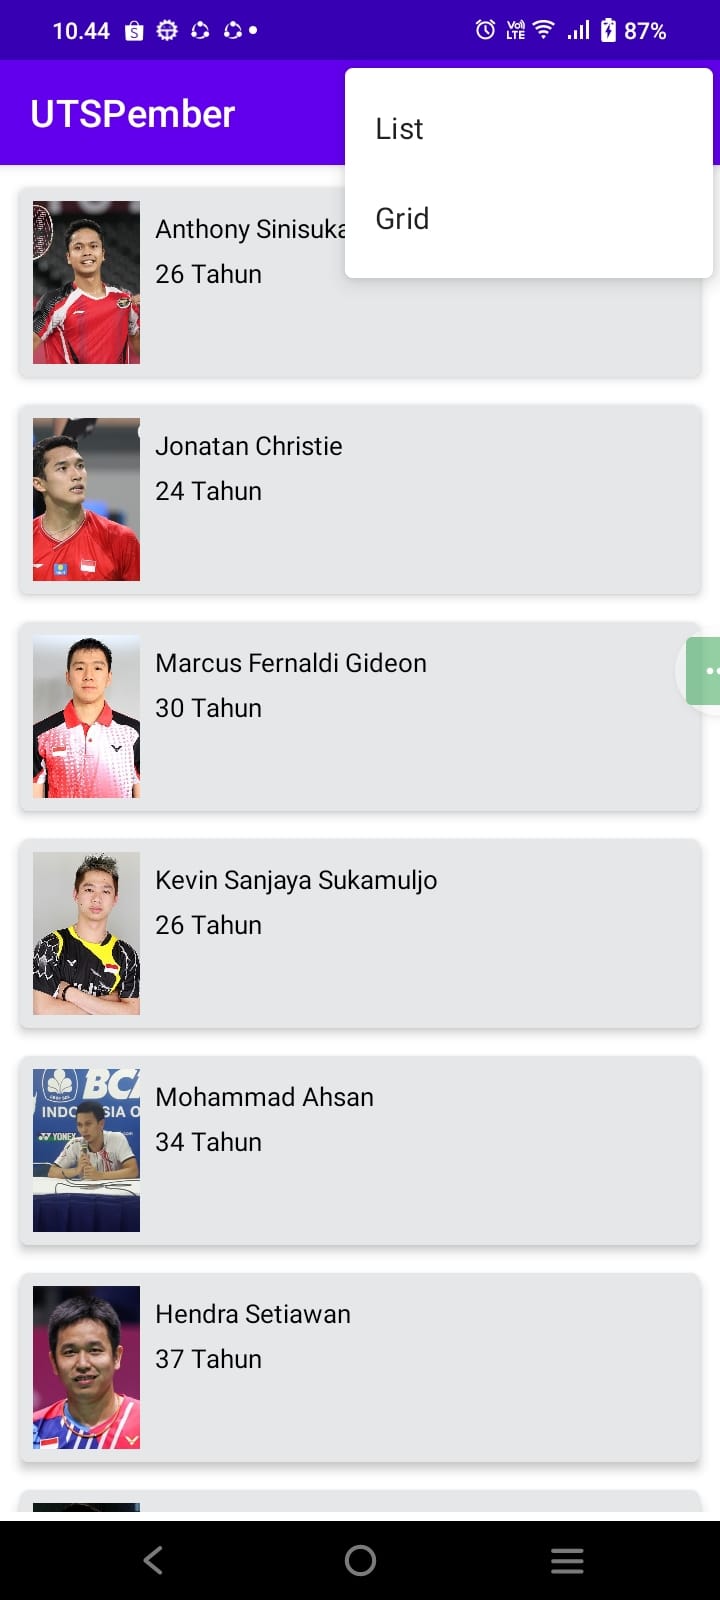 10.44
VoLTE
87%
UTSPember
List
Grid
Anthony Sinisuka
26 Tahun
Jonatan Christie
24 Tahun
Marcus Fernaldi Gideon
30 Tahun
Kevin Sanjaya Sukamuljo
26 Tahun
BC
INDO SIA O
YONEX
Mohammad Ahsan
34 Tahun
Hendra Setiawan
37 Tahun